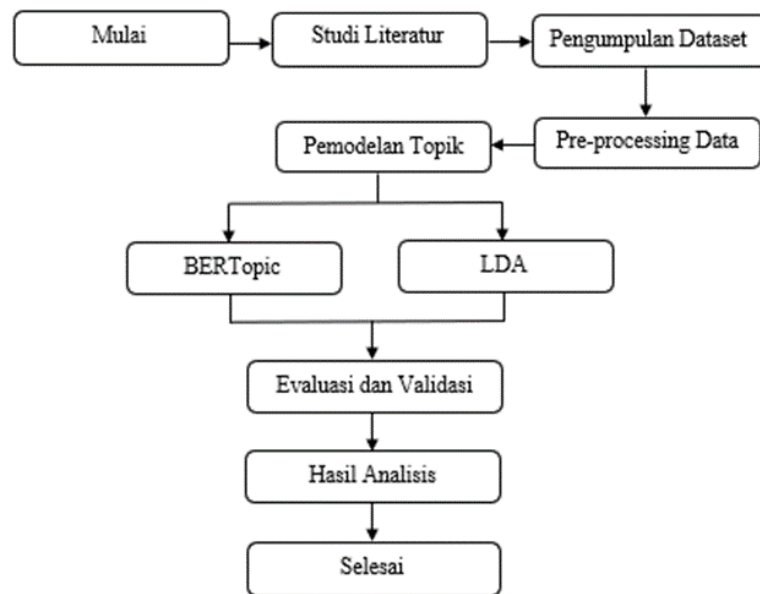 Mulai
Studi Literatur
Pengumpulan Dataset
Pre-processing Data
Pemodelan Topik
BERTopic
LDA
Evaluasi dan Validasi
Hasil Analisis
Selesai